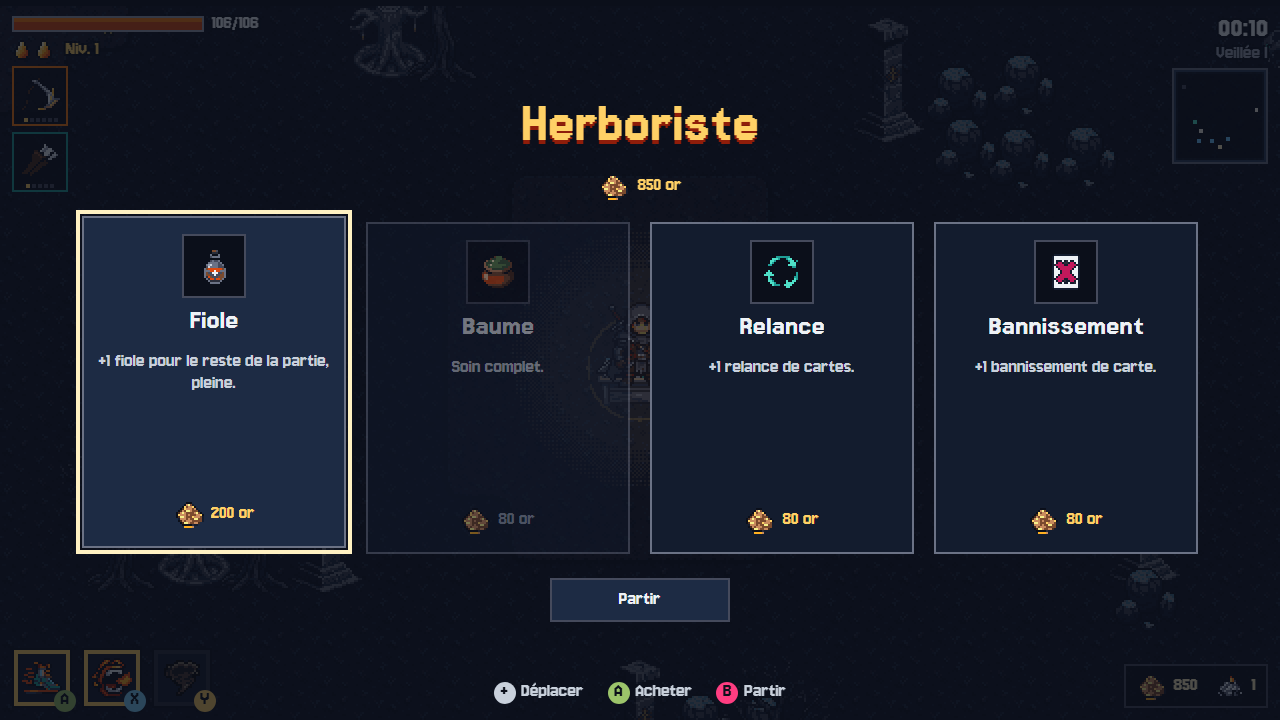 106/106
Niv. 1
00:10
Veillée I
Herboriste
850 or
Fiole
+1 fiole pour le reste de la partie,
pleine.
200 or
Baume
Soin complet.
80 or
Relance
+1 relance de cartes.
80 or
Bannissement
+1 bannissement de carte.
80 or
Partir
A
X
Y
+ Déplacer
A Acheter
B Partir
850
1